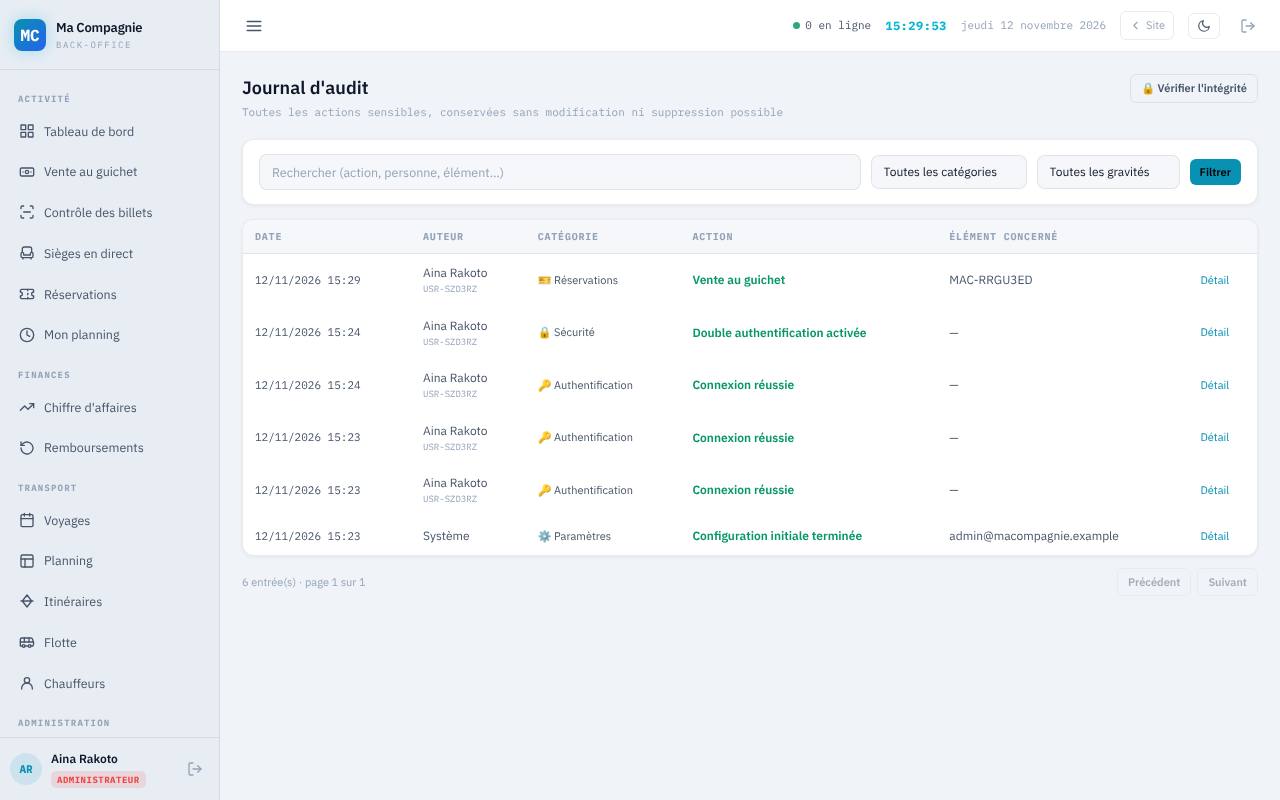 MC
Ma Compagnie
BACK-OFFICE
ACTIVITÉ
Tableau de bord
Vente au guichet
Contrôle des billets
Sièges en direct
Réservations
Mon planning
FINANCES
Chiffre d'affaires
Remboursements
TRANSPORT
Voyages
Planning
Itinéraires
Flotte
Chauffeurs
ADMINISTRATION
AR
Aina Rakoto
ADMINISTRATEUR
0 en ligne 15:29:53 jeudi 12 novembre 2026 Site
Journal d'audit
Toutes les actions sensibles, conservées sans modification ni suppression possible
Vérifier l'intégrité
Rechercher (action, personne, élément…) Toutes les catégories Toutes les gravités Filtrer
DATE AUTEUR CATÉGORIE ACTION ÉLÉMENT CONCERNÉ
12/11/2026 15:29 Aina Rakoto Réservations Vente au guichet MAC-RRGU3ED Détail
USR-SZD3RZ
12/11/2026 15:24 Aina Rakoto Sécurité Double authentification activée — Détail
USR-SZD3RZ
12/11/2026 15:24 Aina Rakoto Authentification Connexion réussie — Détail
USR-SZD3RZ
12/11/2026 15:23 Aina Rakoto Authentification Connexion réussie — Détail
USR-SZD3RZ
12/11/2026 15:23 Aina Rakoto Authentification Connexion réussie — Détail
USR-SZD3RZ
12/11/2026 15:23 Système Paramètres Configuration initiale terminée admin@macompagnie.example Détail
6 entrée(s) · page 1 sur 1 Précédent Suivant